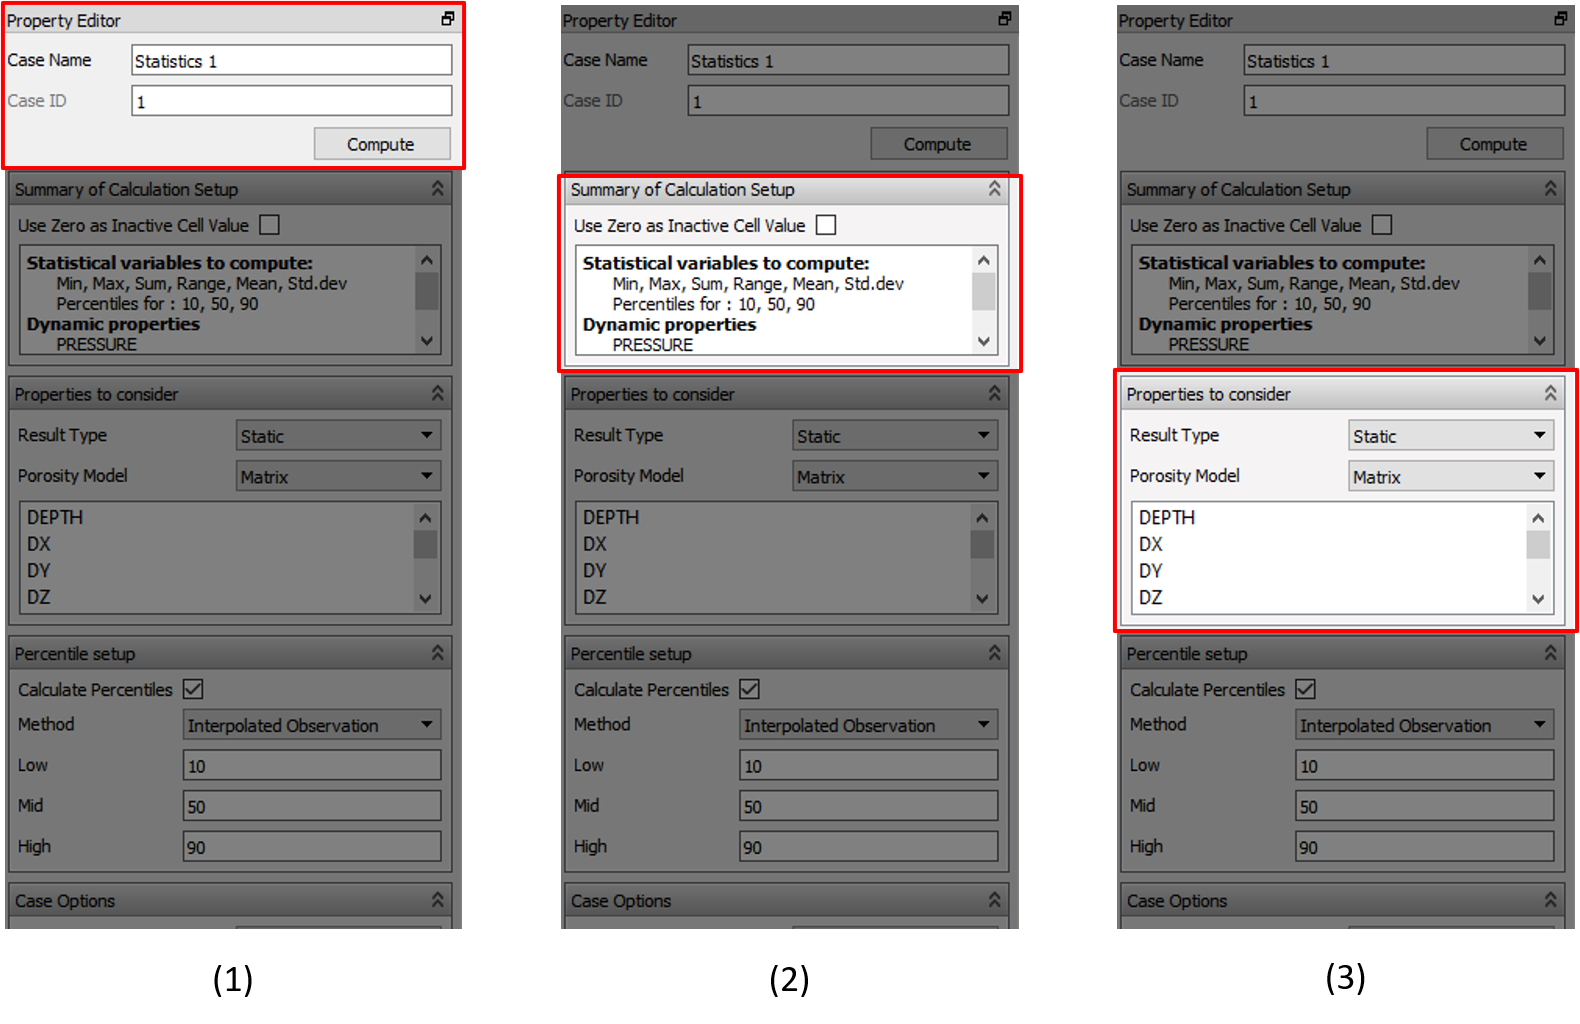 Property Editor
Case Name Statistics 1
Case ID 1
Compute
Summary of Calculation Setup
Use Zero as Inactive Cell Value
Statistical variables to compute:
Min, Max, Sum, Range, Mean, Std.dev
Percentiles for : 10, 50, 90
Dynamic properties
PRESSURE
Properties to consider
Result Type Static
Porosity Model Matrix
DEPTH
DX
DY
DZ
Percentile setup
Calculate Percentiles
Method Interpolated Observation
Low 10
Mid 50
High 90
Case Options
(1)
Property Editor
Case Name Statistics 1
Case ID 1
Compute
Summary of Calculation Setup
Use Zero as Inactive Cell Value
Statistical variables to compute:
Min, Max, Sum, Range, Mean, Std.dev
Percentiles for : 10, 50, 90
Dynamic properties
PRESSURE
Properties to consider
Result Type Static
Porosity Model Matrix
DEPTH
DX
DY
DZ
Percentile setup
Calculate Percentiles
Method Interpolated Observation
Low 10
Mid 50
High 90
Case Options
(2)
Property Editor
Case Name Statistics 1
Case ID 1
Compute
Summary of Calculation Setup
Use Zero as Inactive Cell Value
Statistical variables to compute:
Min, Max, Sum, Range, Mean, Std.dev
Percentiles for : 10, 50, 90
Dynamic properties
PRESSURE
Properties to consider
Result Type Static
Porosity Model Matrix
DEPTH
DX
DY
DZ
Percentile setup
Calculate Percentiles
Method Interpolated Observation
Low 10
Mid 50
High 90
Case Options
(3)